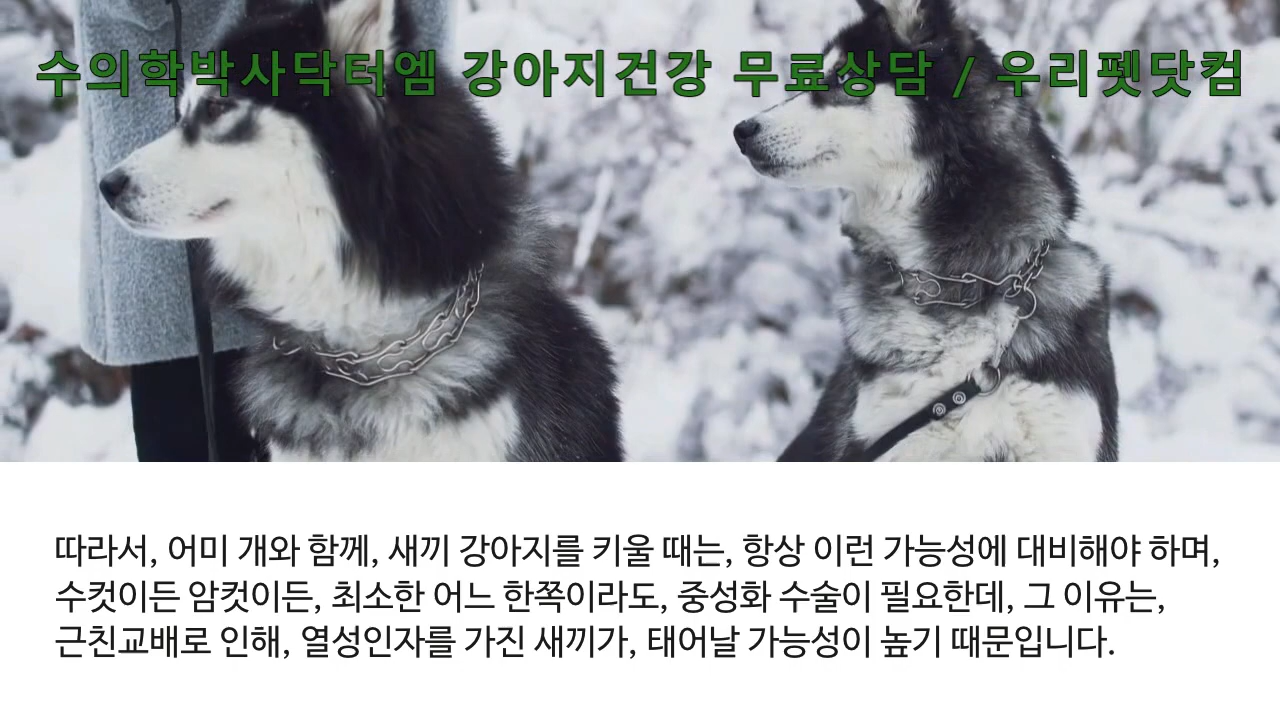 수의학박사닥터엠 강아지건강 무료상담 / 우리펫닷컴
따라서, 어미 개와 함께, 새끼 강아지를 키울 때는, 항상 이런 가능성에 대비해야 하며,
수컷이든 암컷이든, 최소한 어느 한쪽이라도, 중성화 수술이 필요한데, 그 이유는,
근친교배로 인해, 열성인자를 가진 새끼가, 태어날 가능성이 높기 때문입니다.